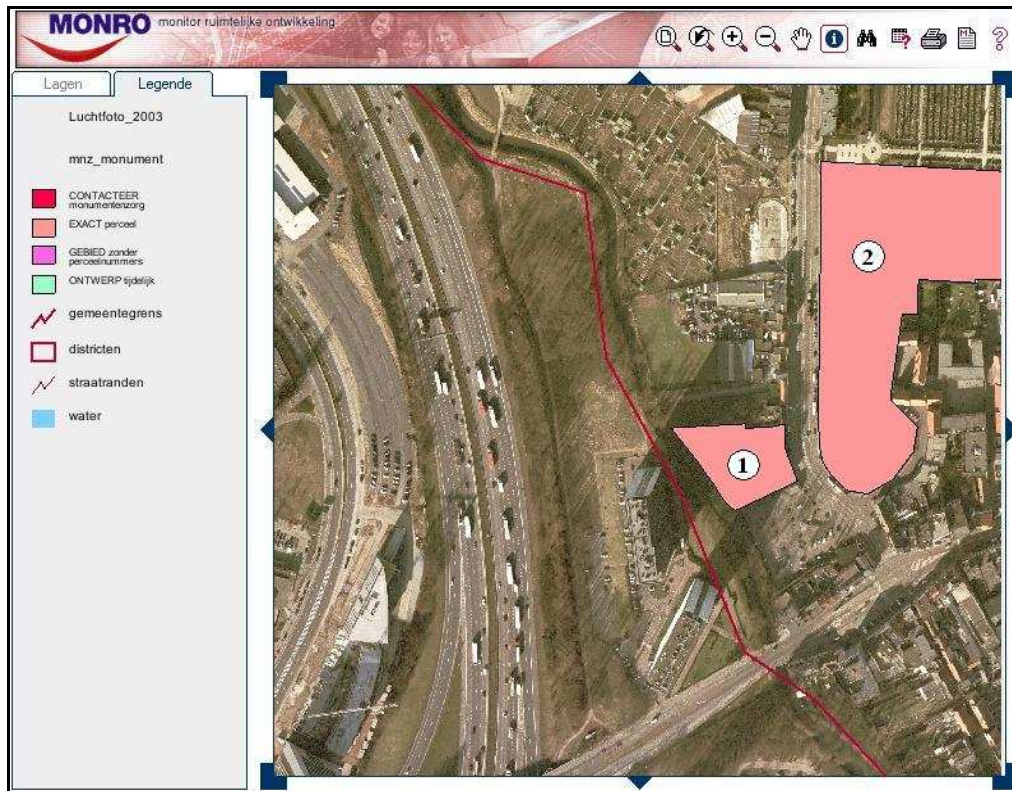 MONRO monitor ruimtelijke ontwikkeling
Lagen Legende
Luchtfoto_2003
mnz_monument
CONTACTEER
monumentenzorg
EXACT perceel
GEBIED zonder
perceelnummers
ONTWERP tijdelijk
gemeentegrens
districten
straatranden
water
2
1